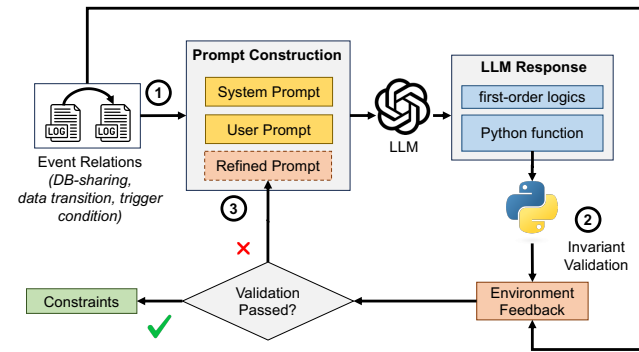 Prompt Construction
System Prompt
User Prompt
Refined Prompt
1
LOG
LOG
Event Relations
(DB-sharing,
data transition, trigger
condition)
LLM
LLM Response
first-order logics
Python function
2
Invariant
Validation
3
Environment
Feedback
Validation
Passed?
Constraints